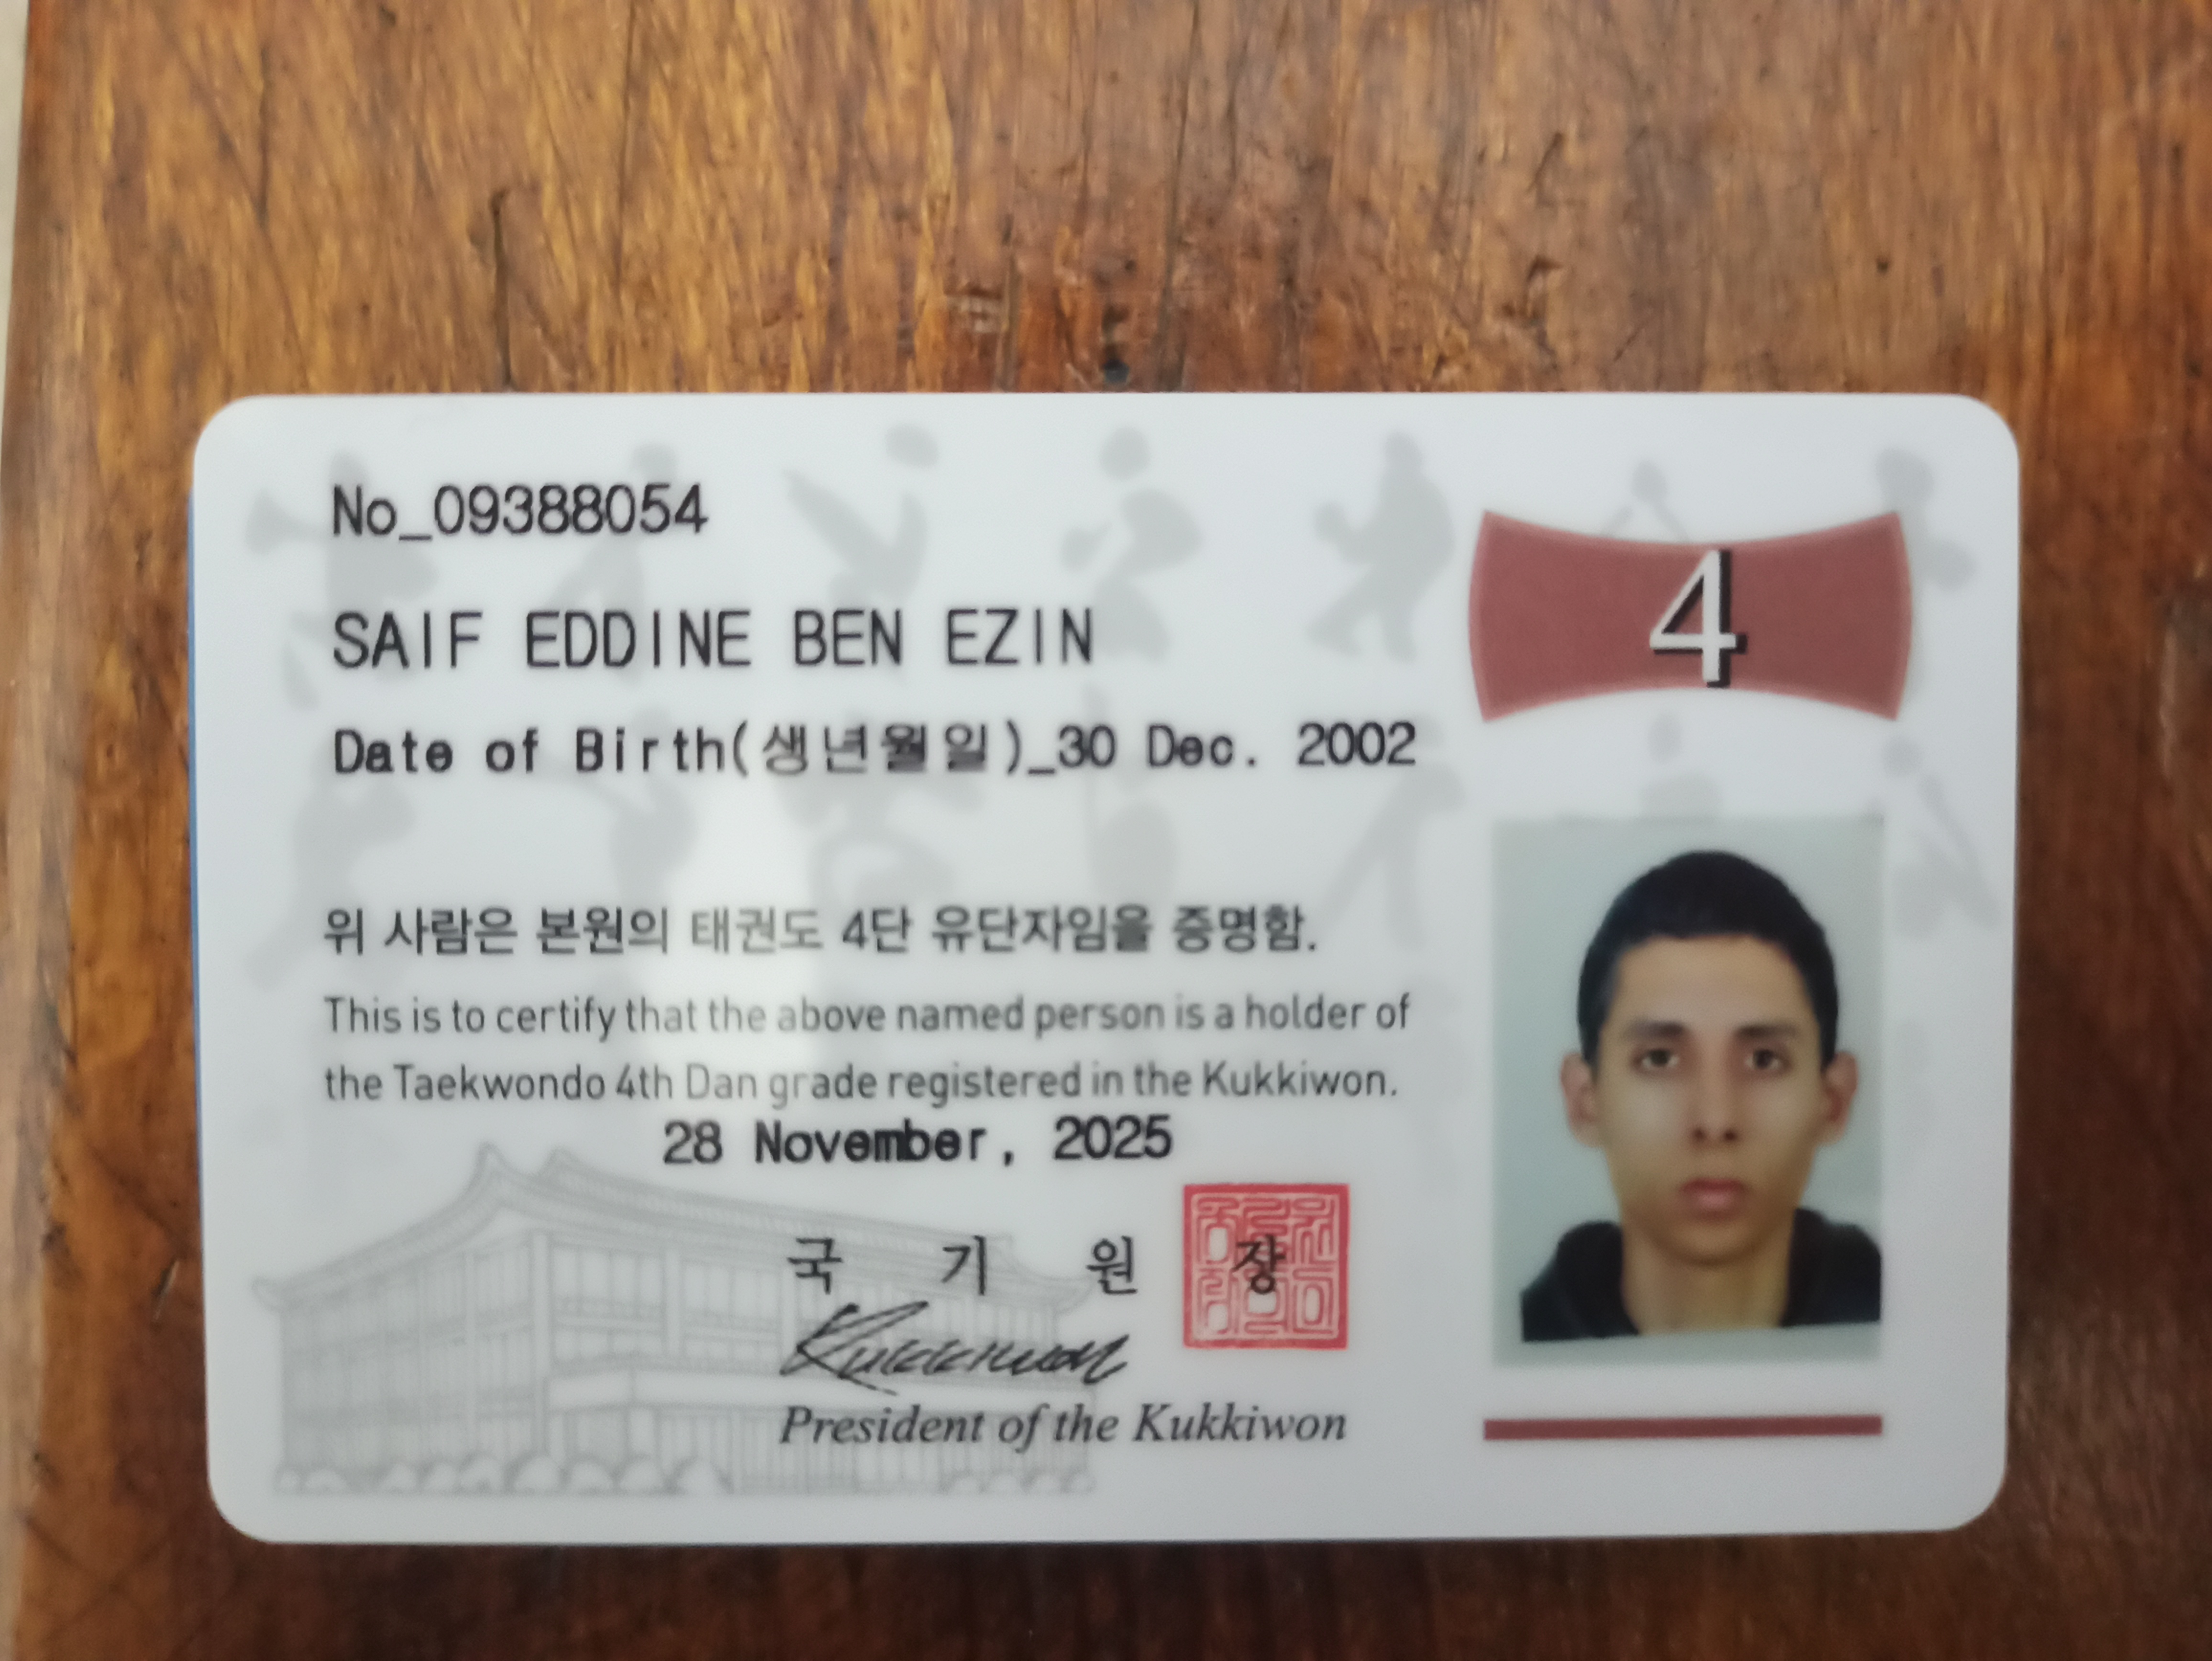 No_09388054
4
SAIF EDDINE BEN EZIN
Date of Birth(생년월일)_30 Dec. 2002
위 사람은 본원의 태권도 4단 유단자임을 증명함.
This is to certify that the above named person is a holder of
the Taekwondo 4th Dan grade registered in the Kukkiwon.
28 November, 2025
국 기 원 장
Kukkiwon
President of the Kukkiwon